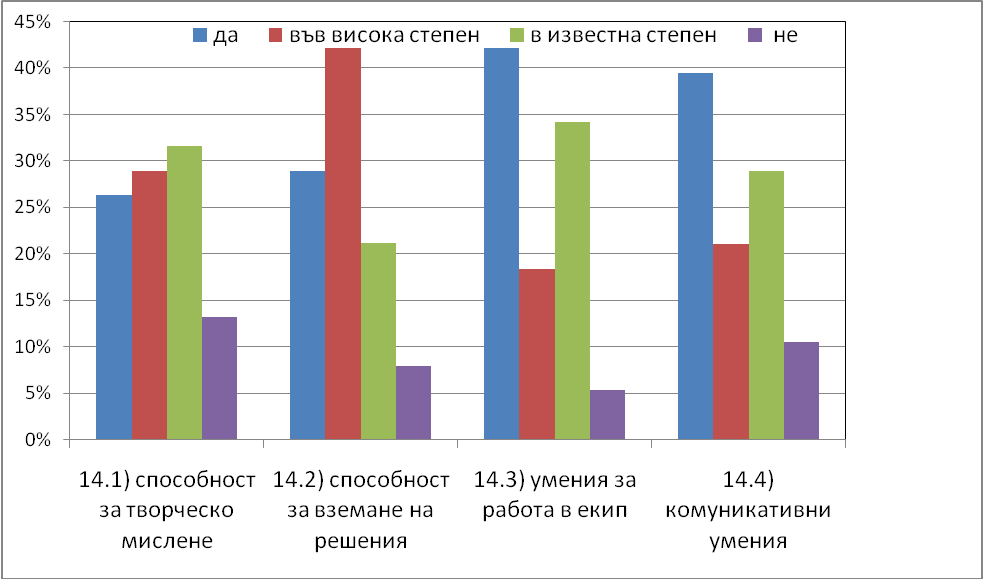 45%
да във висока степен в известна степен не
40%
35%
30%
25%
20%
15%
10%
5%
0%
14.1) способност
за творческо
мислене
14.2) способност
за вземане на
решения
14.3) умения за
работа в екип
14.4)
комуникативни
умения